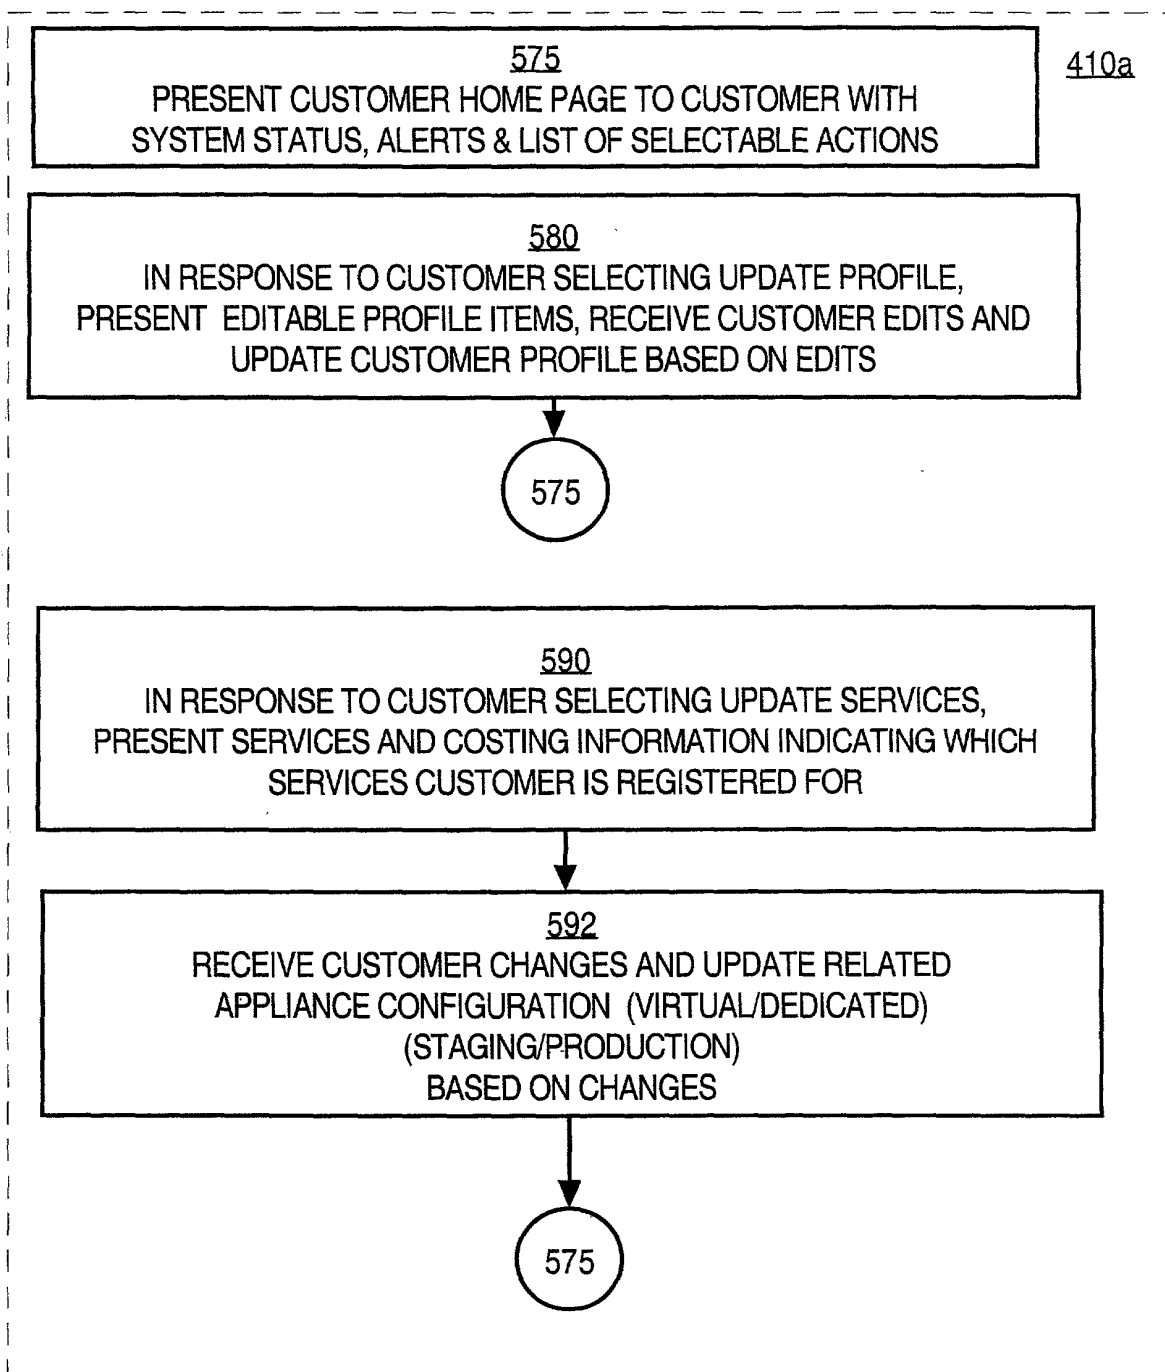 575
410a
PRESENT CUSTOMER HOME PAGE TO CUSTOMER WITH
SYSTEM STATUS, ALERTS & LIST OF SELECTABLE ACTIONS
580
IN RESPONSE TO CUSTOMER SELECTING UPDATE PROFILE,
PRESENT EDITABLE PROFILE ITEMS, RECEIVE CUSTOMER EDITS AND
UPDATE CUSTOMER PROFILE BASED ON EDITS
575
590
IN RESPONSE TO CUSTOMER SELECTING UPDATE SERVICES,
PRESENT SERVICES AND COSTING INFORMATION INDICATING WHICH
SERVICES CUSTOMER IS REGISTERED FOR
592
RECEIVE CUSTOMER CHANGES AND UPDATE RELATED
APPLIANCE CONFIGURATION (VIRTUAL/DEDICATED)
(STAGING/PRODUCTION)
BASED ON CHANGES
575